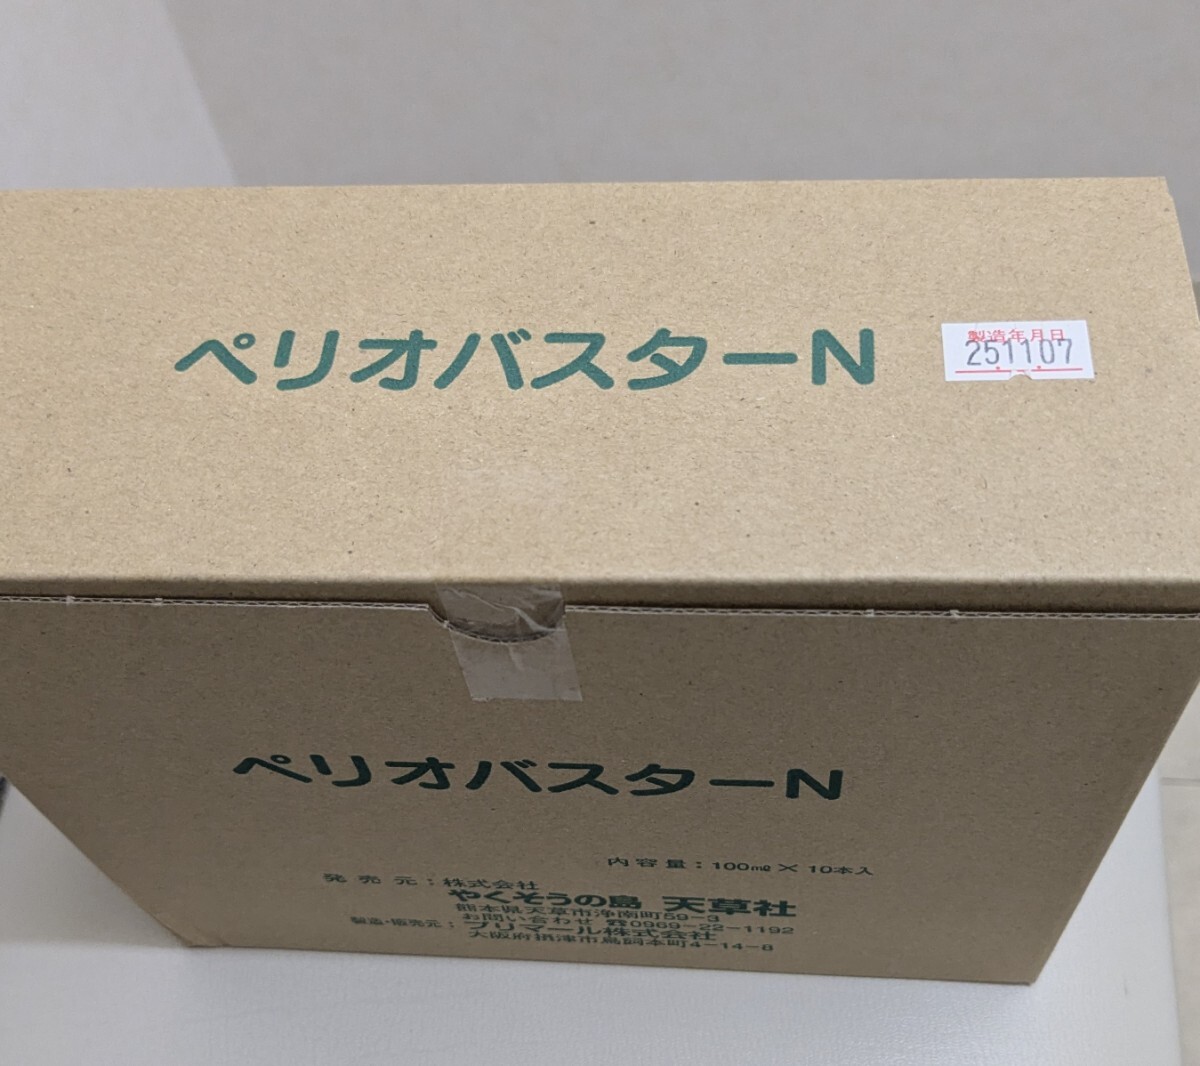 ペリオバスターN
製造年月日
251107
ペリオバスターN
内容量：100㎖×10本入
発売元：株式会社
やくそうの島 天草社
熊本県天草市浄南町59-3
お問い合わせ ☎0969-22-1192
製造・販売元：プリマール株式会社
大阪府摂津市鳥飼本町4-14-8